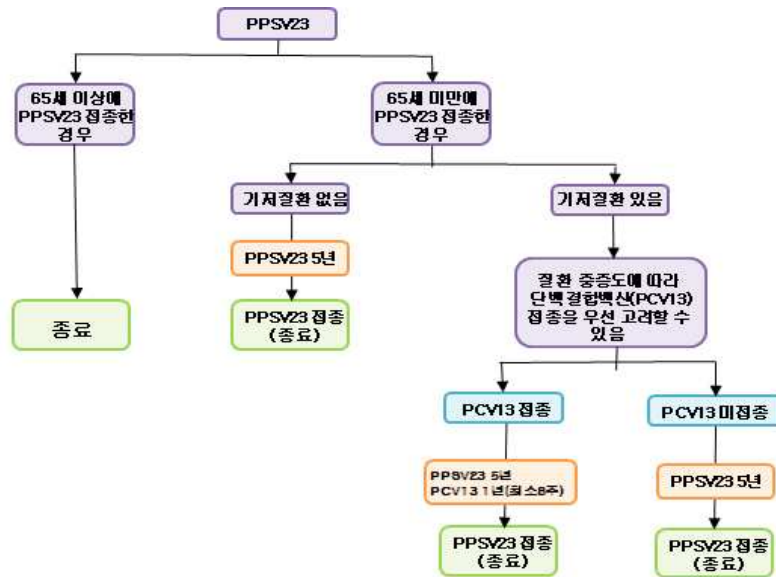 PPSV23
65세 이상에
PPSV23 접종한
경우
65세 미만에
PPSV23 접종한
경우
기저질환 없음
기저질환 있음
PPSV23 5년
질환 중증도에 따라
단백결합백신(PCV13)
접종을 우선 고려할 수
있음
종료
PPSV23 접종
(종료)
PCV13 접종
PCV13 미접종
PPSV23 5년
PCV13 1년(최소8주)
PPSV23 5년
PPSV23 접종
(종료)
PPSV23 접종
(종료)